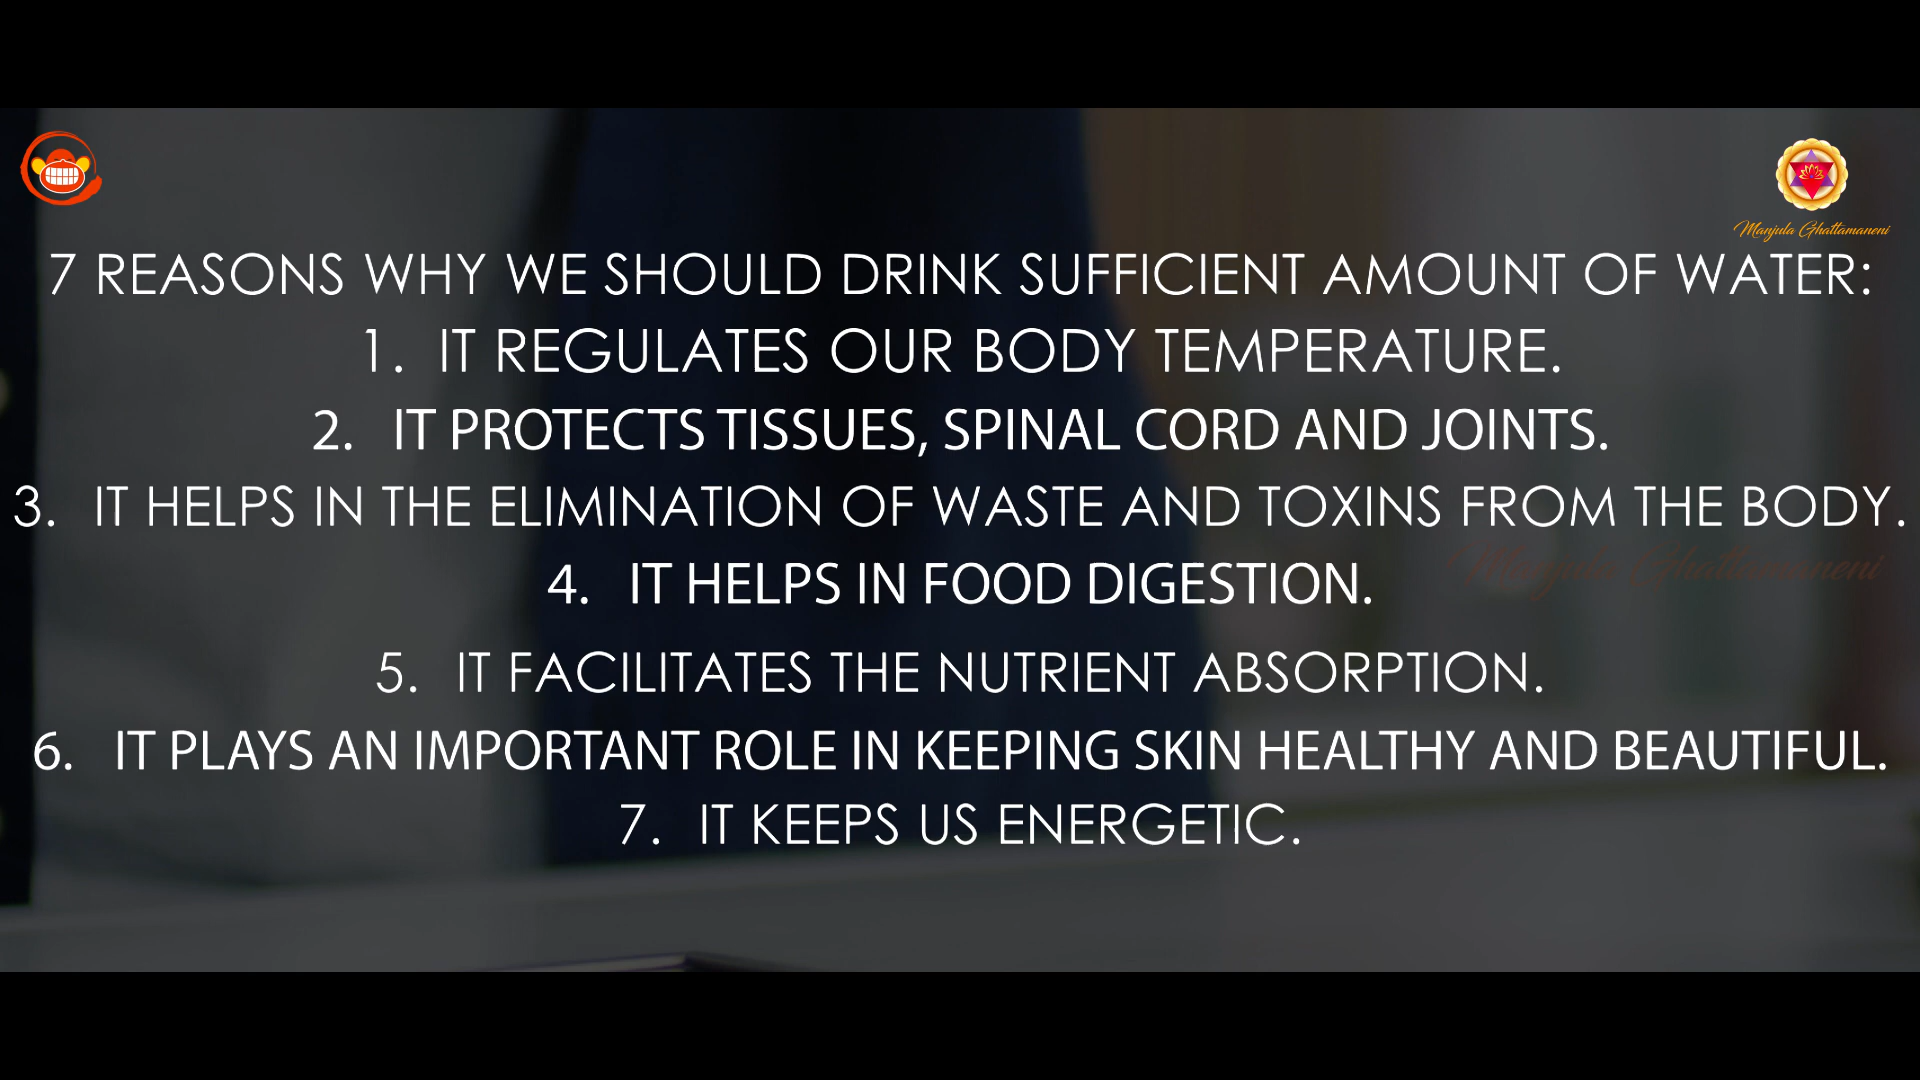 Manjula Ghattamaneni
7 REASONS WHY WE SHOULD DRINK SUFFICIENT AMOUNT OF WATER:
1. IT REGULATES OUR BODY TEMPERATURE.
2. IT PROTECTS TISSUES, SPINAL CORD AND JOINTS.
3. IT HELPS IN THE ELIMINATION OF WASTE AND TOXINS FROM THE BODY.
Manjula Ghattamaneni
4. IT HELPS IN FOOD DIGESTION.
5. IT FACILITATES THE NUTRIENT ABSORPTION.
6. IT PLAYS AN IMPORTANT ROLE IN KEEPING SKIN HEALTHY AND BEAUTIFUL.
7. IT KEEPS US ENERGETIC.